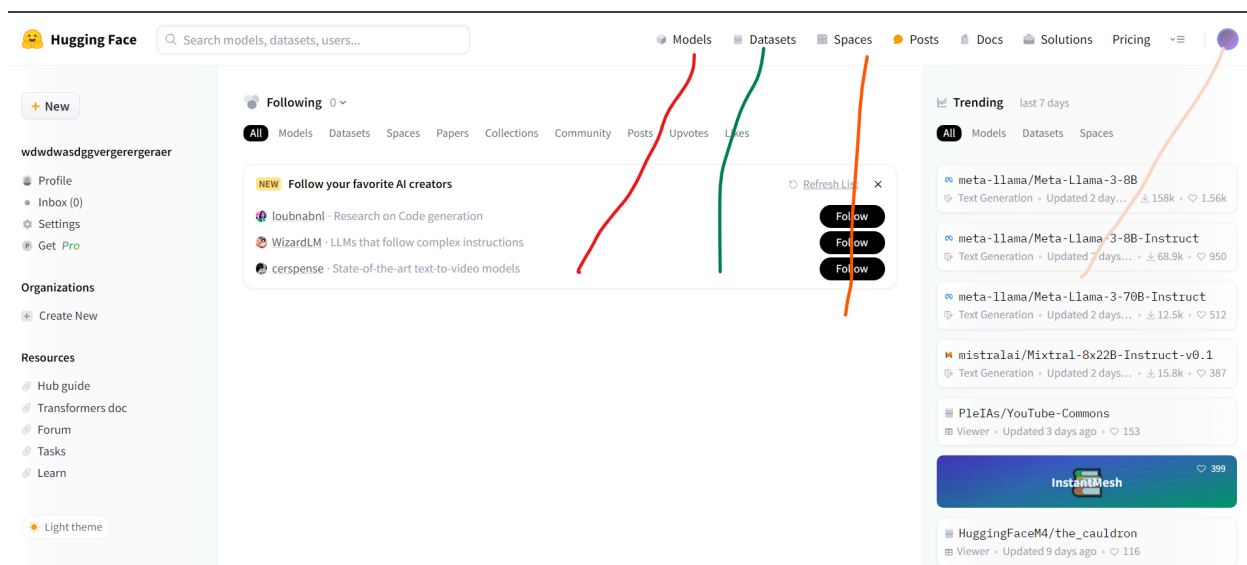 Hugging Face
Search models, datasets, users...
Models
Datasets
Spaces
Posts
Docs
Solutions
Pricing
+ New
wdwdwasdggvergerergeraer
Profile
Inbox (0)
Settings
Get Pro
Organizations
Create New
Resources
Hub guide
Transformers doc
Forum
Tasks
Learn
Light theme
Following 0
All Models Datasets Spaces Papers Collections Community Posts Upvotes Likes
NEW Follow your favorite AI creators
Refresh List
loubnabnl · Research on Code generation
Follow
WizardLM · LLMs that follow complex instructions
Follow
cerspense · State-of-the-art text-to-video models
Follow
Trending last 7 days
All Models Datasets Spaces
meta-llama/Meta-Llama-3-8B
Text Generation • Updated 2 day... • 158k • 1.56k
meta-llama/Meta-Llama-3-8B-Instruct
Text Generation • Updated 2 days... • 68.9k • 950
meta-llama/Meta-Llama-3-70B-Instruct
Text Generation • Updated 2 days... • 12.5k • 512
mistralai/Mixtral-8x22B-Instruct-v0.1
Text Generation • Updated 2 days... • 15.8k • 387
PleIAs/YouTube-Commons
Viewer • Updated 3 days ago • 153
399
InstantMesh
HuggingFaceM4/the_cauldron
Viewer • Updated 9 days ago • 116